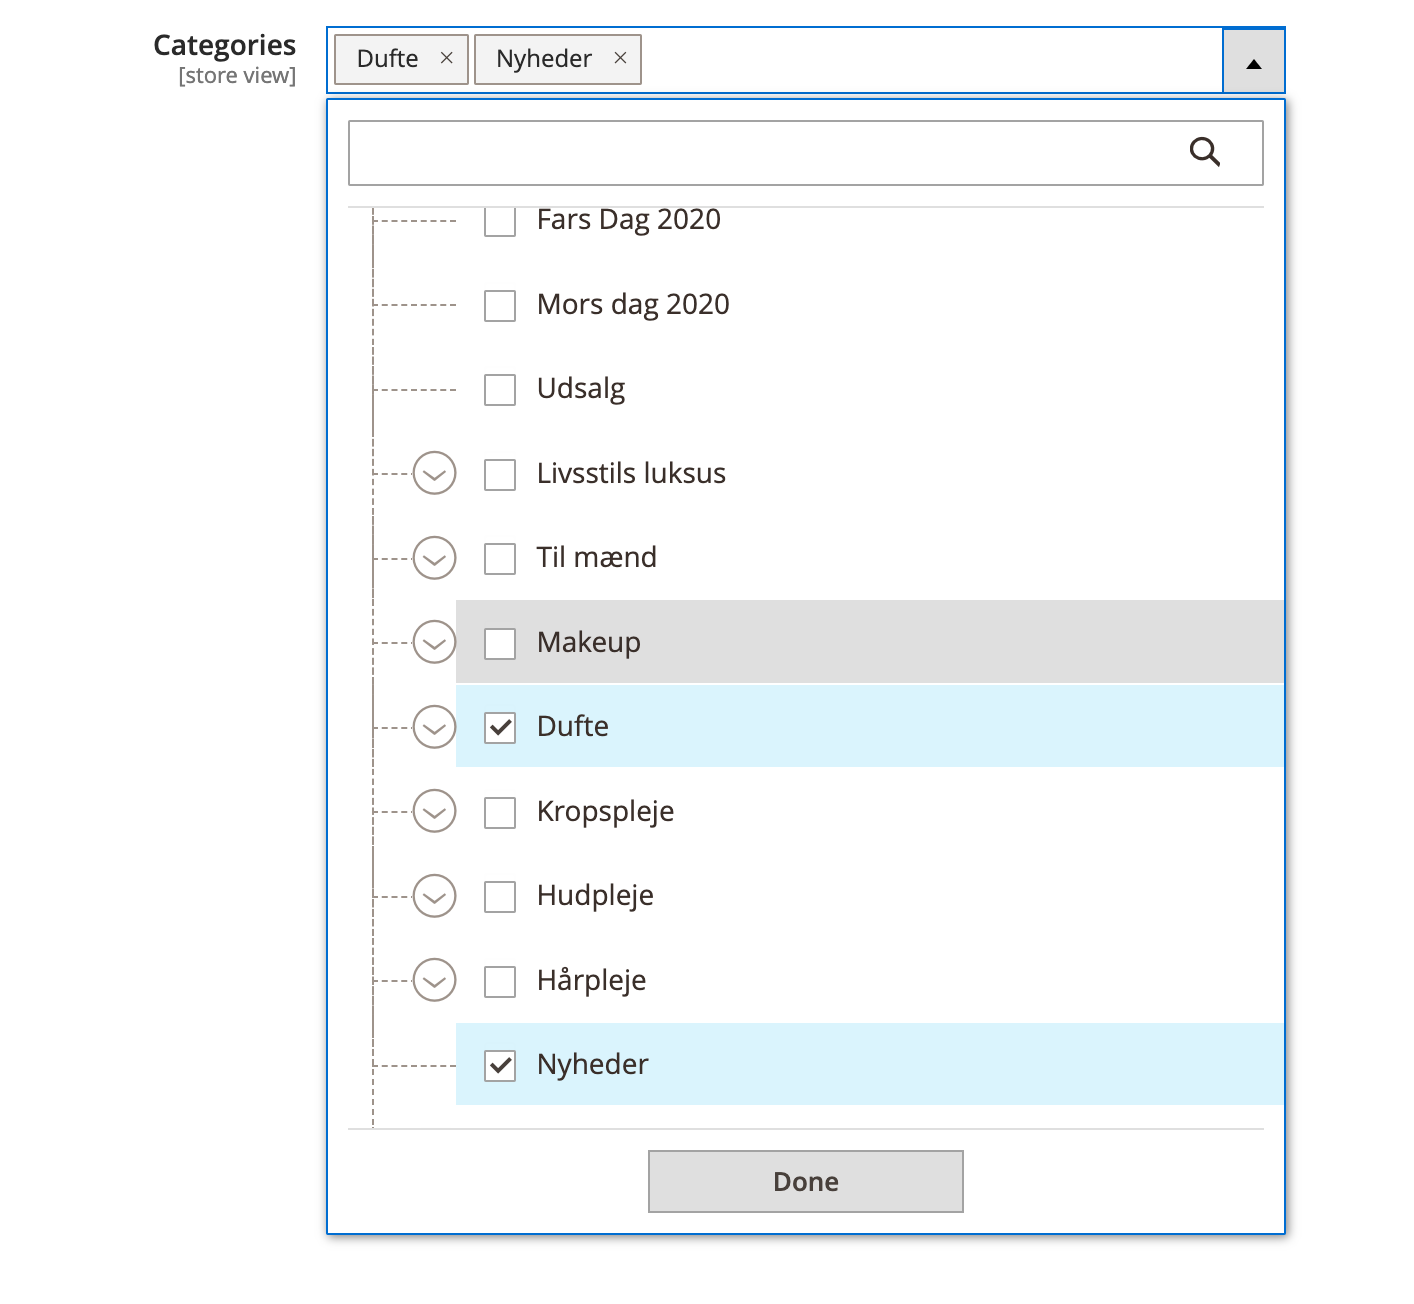 Categories
[store view]
Dufte
Nyheder
Fars Dag 2020
Mors dag 2020
Udsalg
Livsstils luksus
Til mænd
Makeup
Dufte
Kropspleje
Hudpleje
Hårpleje
Nyheder
Done